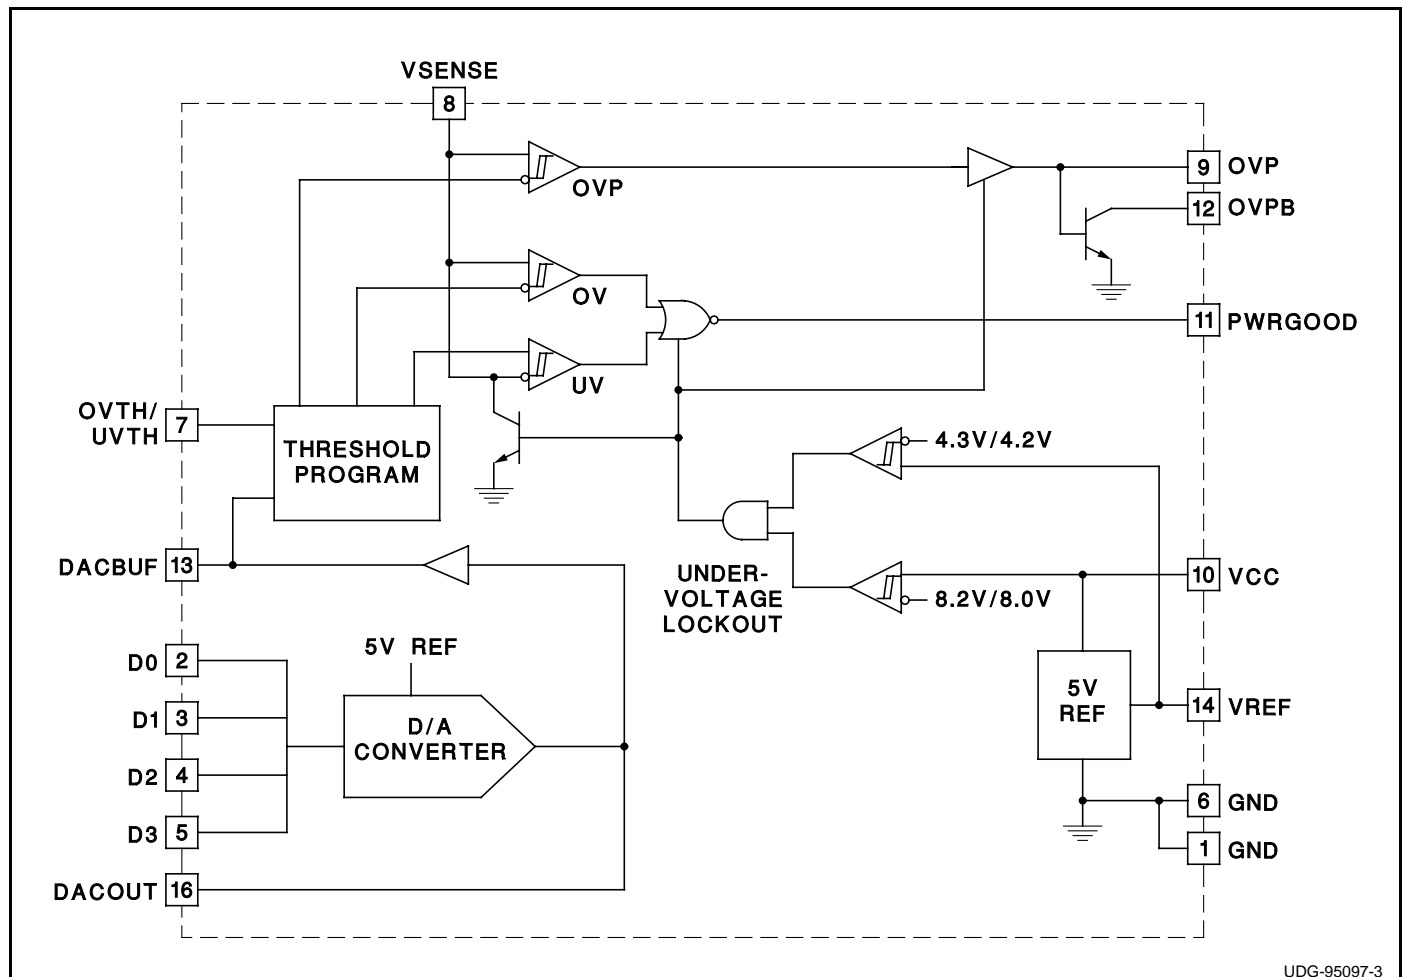 VSENSE
8
OVP
9 OVP
12 OVPB
OV
11 PWRGOOD
UV
OVTH/
UVTH
7
THRESHOLD
PROGRAM
4.3V/4.2V
DACBUF 13
UNDER-
VOLTAGE
LOCKOUT
8.2V/8.0V
10 VCC
D0 2
5V REF
D1 3
D/A
CONVERTER
5V
REF
14 VREF
D2 4
D3 5
6 GND
1 GND
DACOUT 16
UDG-95097-3